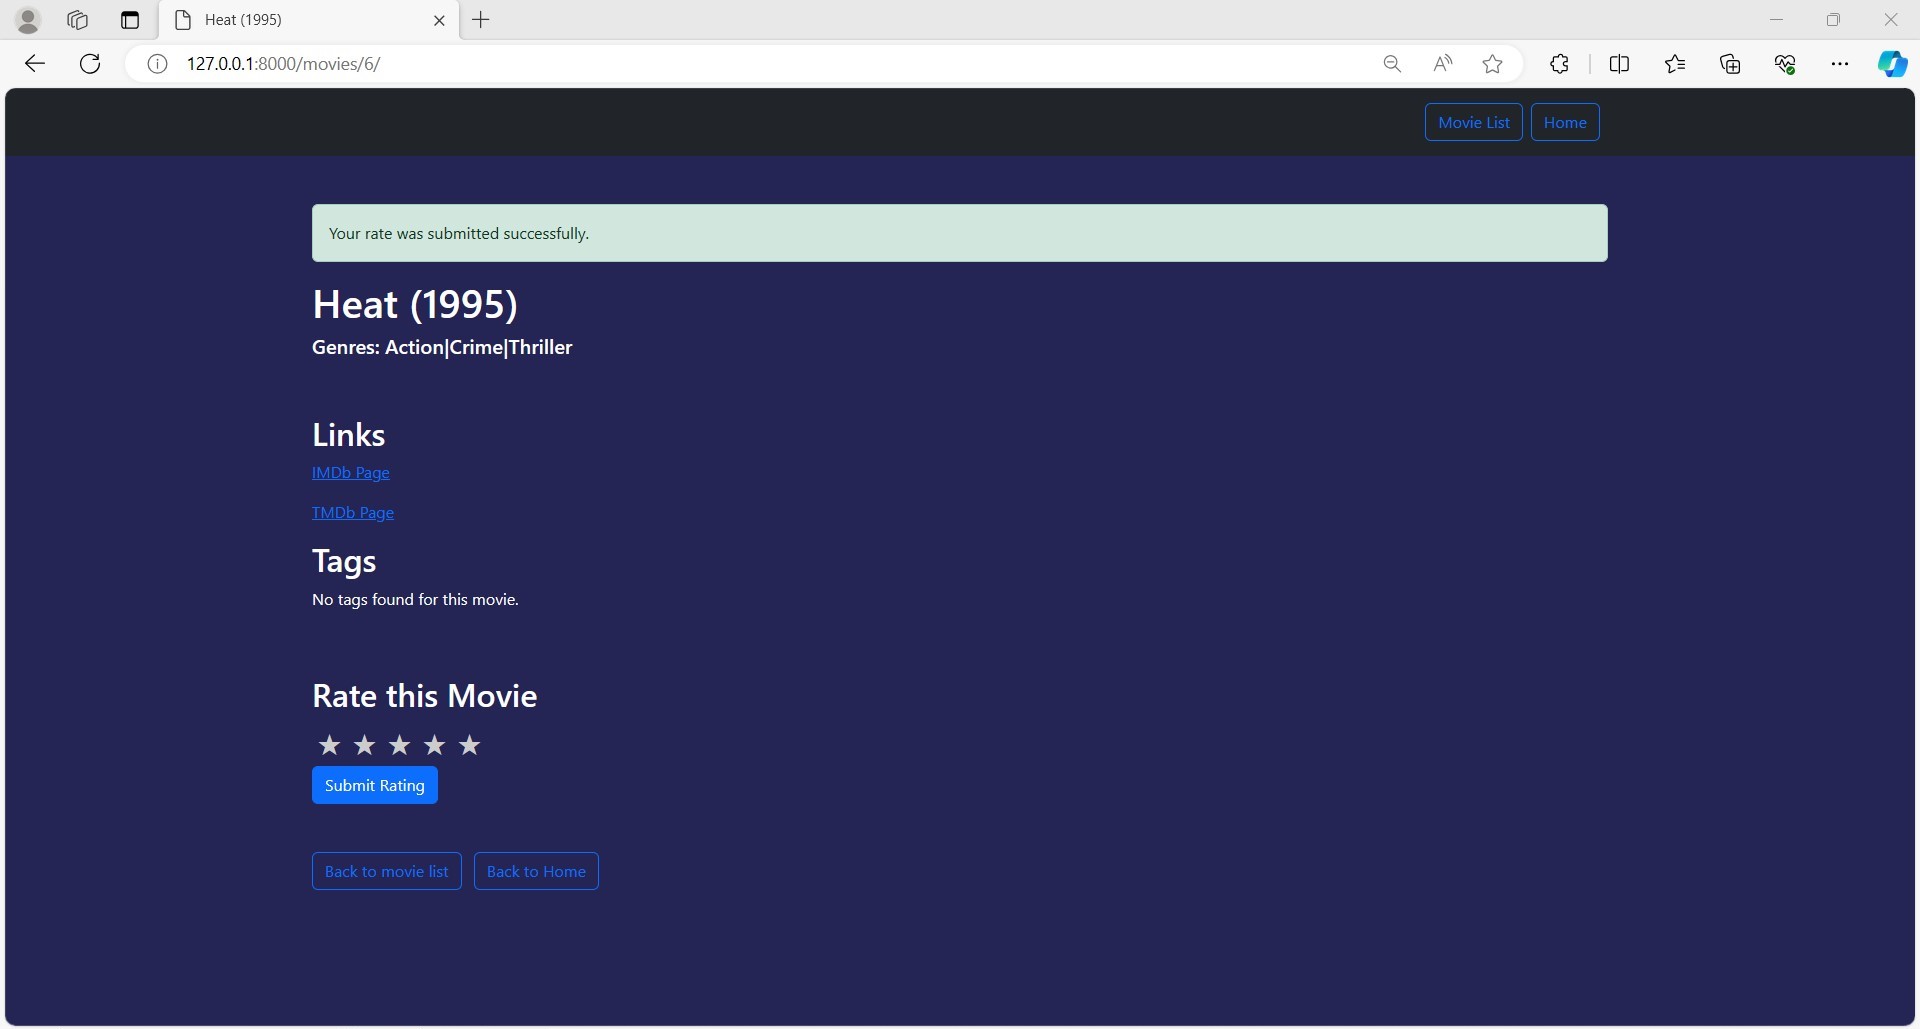 Heat (1995)
127.0.0.1:8000/movies/6/
Movie List
Home
Your rate was submitted successfully.
Heat (1995)
Genres: Action|Crime|Thriller
Links
IMDb Page
TMDb Page
Tags
No tags found for this movie.
Rate this Movie
★ ★ ★ ★ ★
Submit Rating
Back to movie list
Back to Home